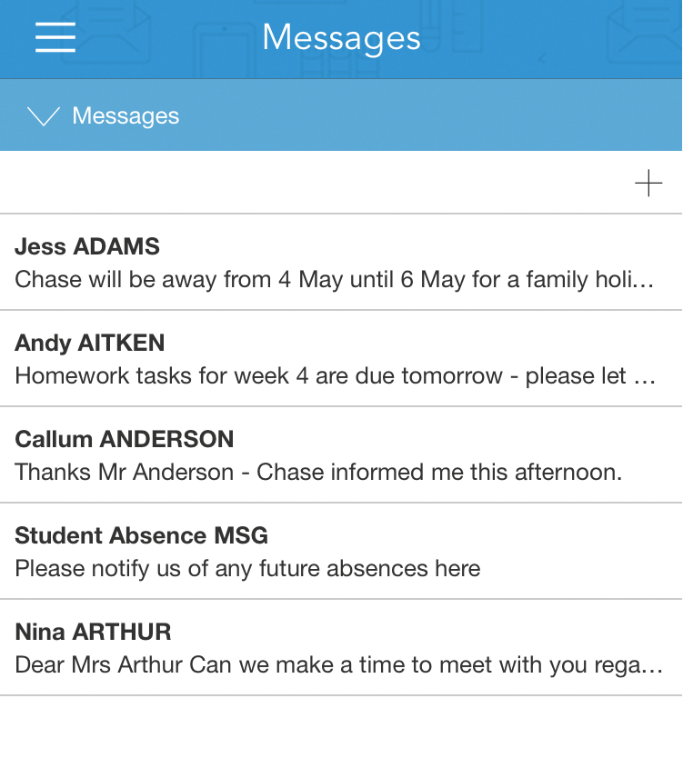 Messages
Messages
Jess ADAMS
Chase will be away from 4 May until 6 May for a family holi...
Andy AITKEN
Homework tasks for week 4 are due tomorrow - please let ...
Callum ANDERSON
Thanks Mr Anderson - Chase informed me this afternoon.
Student Absence MSG
Please notify us of any future absences here
Nina ARTHUR
Dear Mrs Arthur Can we make a time to meet with you rega...